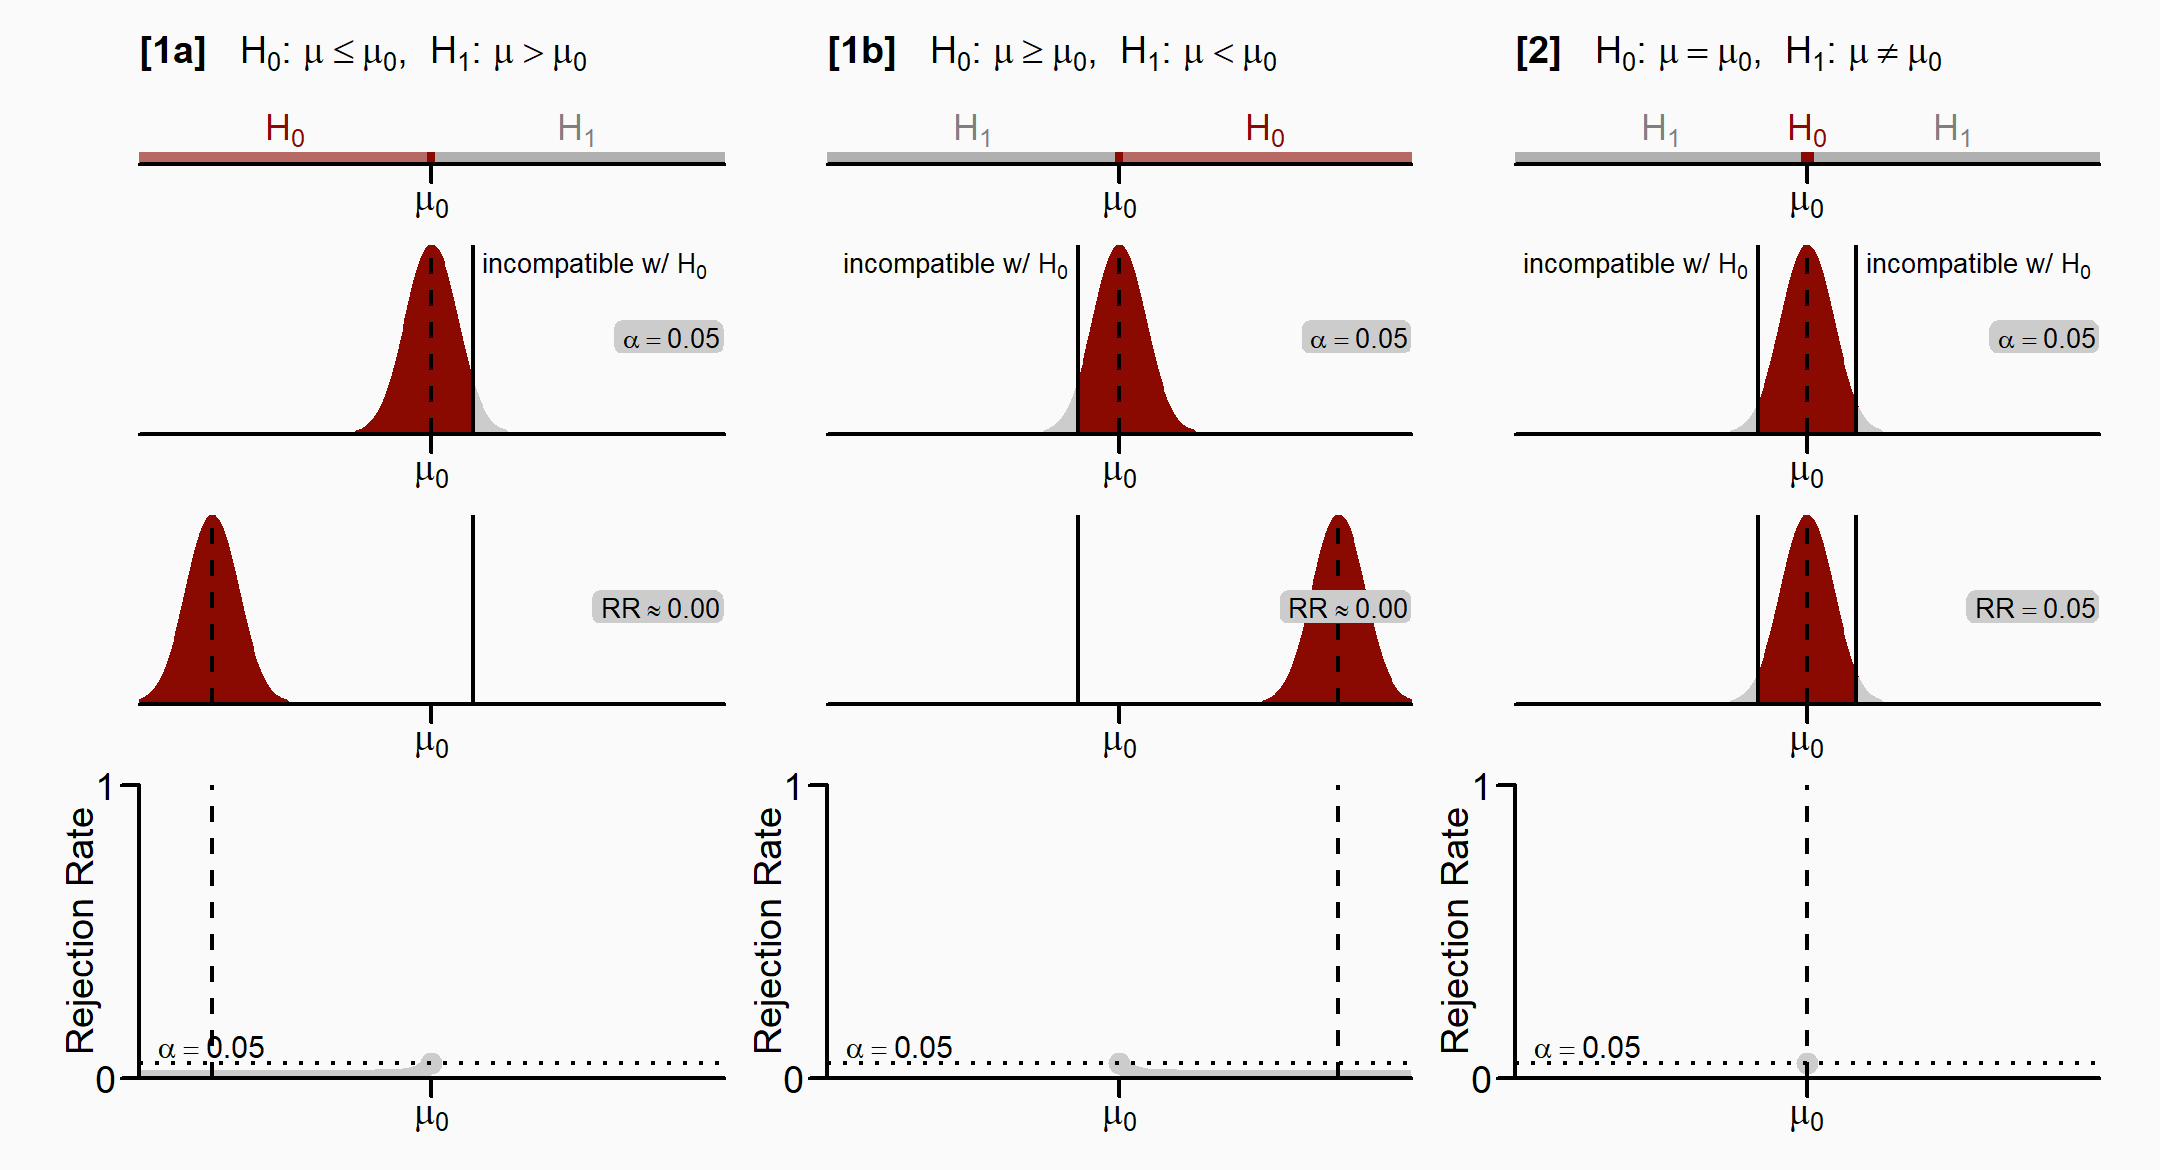 [1a] H₀: μ ≤ μ₀, H₁: μ > μ₀
H₀ H₁
μ₀
incompatible w/ H₀
α = 0.05
μ₀
RR ≈ 0.00
μ₀
1
Rejection Rate
α = 0.05
0
μ₀
[1b] H₀: μ ≥ μ₀, H₁: μ < μ₀
H₁ H₀
μ₀
incompatible w/ H₀
α = 0.05
μ₀
RR ≈ 0.00
μ₀
1
Rejection Rate
α = 0.05
0
μ₀
[2] H₀: μ = μ₀, H₁: μ ≠ μ₀
H₁ H₀ H₁
μ₀
incompatible w/ H₀ incompatible w/ H₀
α = 0.05
μ₀
RR = 0.05
μ₀
1
Rejection Rate
α = 0.05
0
μ₀